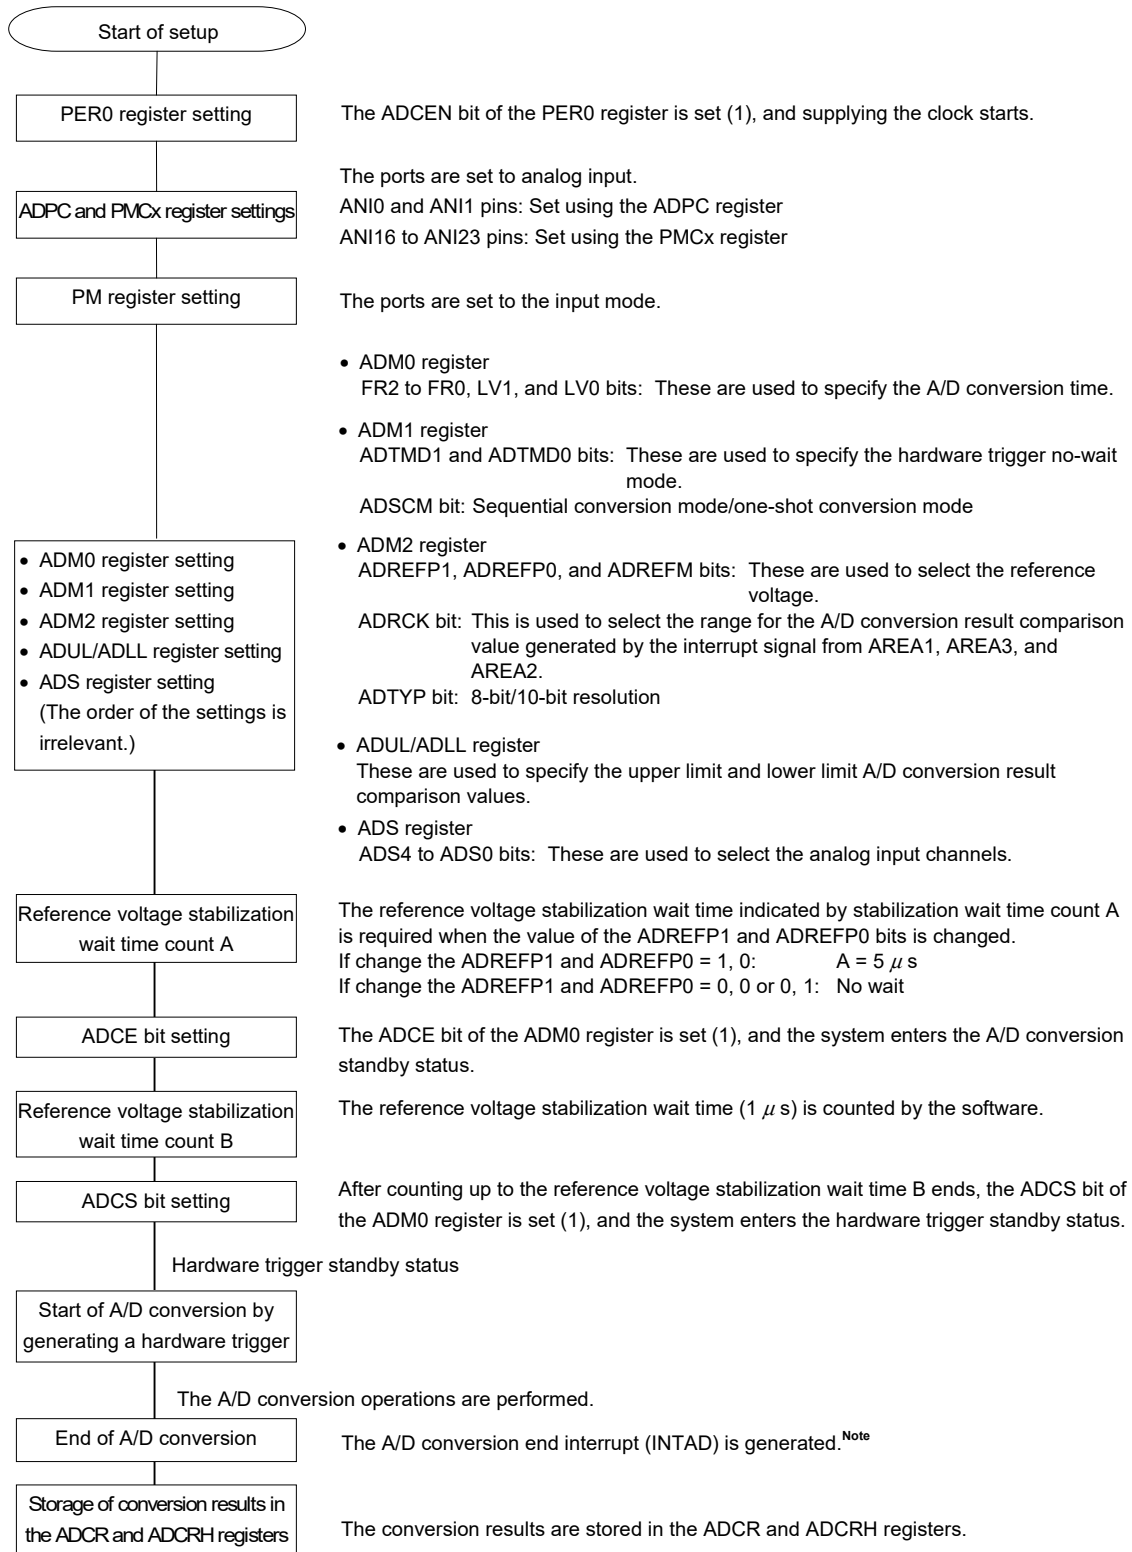 Start of setup
PER0 register setting
The ADCEN bit of the PER0 register is set (1), and supplying the clock starts.
ADPC and PMCx register settings
The ports are set to analog input.
ANI0 and ANI1 pins: Set using the ADPC register
ANI16 to ANI23 pins: Set using the PMCx register
PM register setting
The ports are set to the input mode.
• ADM0 register setting
• ADM1 register setting
• ADM2 register setting
• ADUL/ADLL register setting
• ADS register setting
(The order of the settings is
irrelevant.)
• ADM0 register
FR2 to FR0, LV1, and LV0 bits: These are used to specify the A/D conversion time.
• ADM1 register
ADTMD1 and ADTMD0 bits: These are used to specify the hardware trigger no-wait
mode.
ADSCM bit: Sequential conversion mode/one-shot conversion mode
• ADM2 register
ADREFP1, ADREFP0, and ADREFM bits: These are used to select the reference
voltage.
ADRCK bit: This is used to select the range for the A/D conversion result comparison
value generated by the interrupt signal from AREA1, AREA3, and
AREA2.
ADTYP bit: 8-bit/10-bit resolution
• ADUL/ADLL register
These are used to specify the upper limit and lower limit A/D conversion result
comparison values.
• ADS register
ADS4 to ADS0 bits: These are used to select the analog input channels.
Reference voltage stabilization
wait time count A
The reference voltage stabilization wait time indicated by stabilization wait time count A
is required when the value of the ADREFP1 and ADREFP0 bits is changed.
If change the ADREFP1 and ADREFP0 = 1, 0: A = 5 μ s
If change the ADREFP1 and ADREFP0 = 0, 0 or 0, 1: No wait
ADCE bit setting
The ADCE bit of the ADM0 register is set (1), and the system enters the A/D conversion
standby status.
Reference voltage stabilization
wait time count B
The reference voltage stabilization wait time (1 μ s) is counted by the software.
ADCS bit setting
After counting up to the reference voltage stabilization wait time B ends, the ADCS bit of
the ADM0 register is set (1), and the system enters the hardware trigger standby status.
Hardware trigger standby status
Start of A/D conversion by
generating a hardware trigger
The A/D conversion operations are performed.
End of A/D conversion
The A/D conversion end interrupt (INTAD) is generated.Note
Storage of conversion results in
the ADCR and ADCRH registers
The conversion results are stored in the ADCR and ADCRH registers.